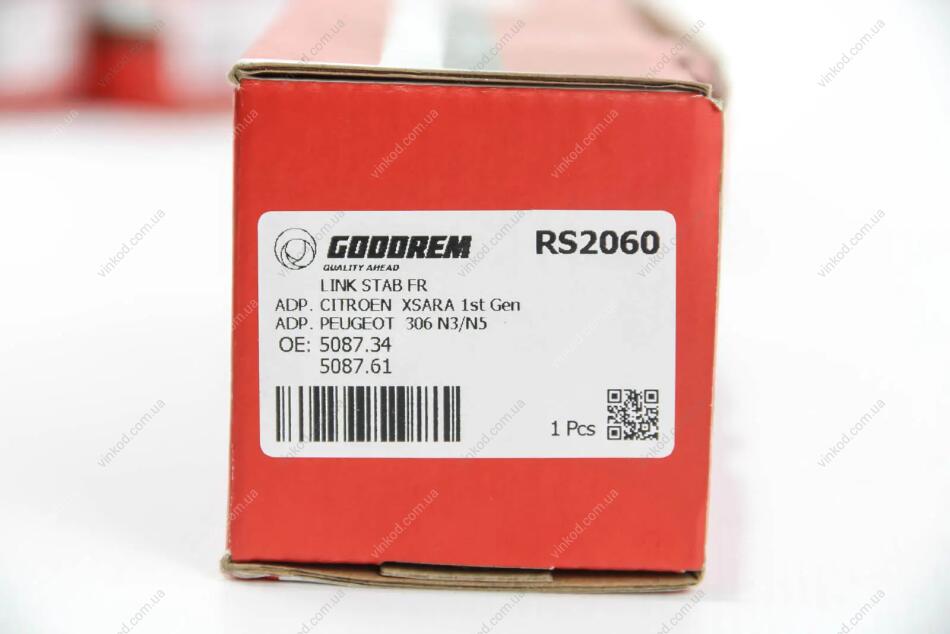 GOODREM
RS2060
QUALITY AHEAD
LINK STAB FR
ADP. CITROEN XSARA 1st Gen
ADP. PEUGEOT 306 N3/N5
OE: 5087.34
5087.61
1 Pcs
vinkod.com.ua